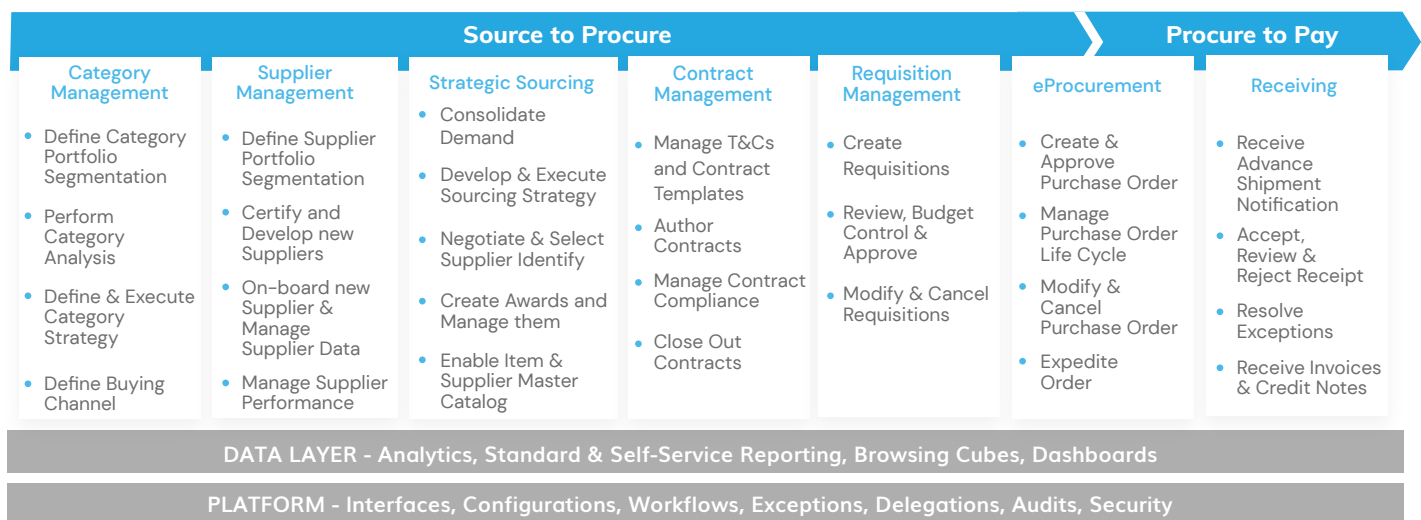 Source to Procure
Procure to Pay
Category
Management
• Define Category
Portfolio
Segmentation
• Perform
Category
Analysis
• Define & Execute
Category
Strategy
• Define Buying
Channel
Supplier
Management
• Define Supplier
Portfolio
Segmentation
• Certify and
Develop new
Suppliers
• On-board new
Supplier &
Manage
Supplier Data
• Manage Supplier
Performance
Strategic Sourcing
• Consolidate
Demand
• Develop & Execute
Sourcing Strategy
• Negotiate & Select
Supplier Identify
• Create Awards and
Manage them
• Enable Item &
Supplier Master
Catalog
Contract
Management
• Manage T&Cs
and Contract
Templates
• Author
Contracts
• Manage Contract
Compliance
• Close Out
Contracts
Requisition
Management
• Create
Requisitions
• Review, Budget
Control &
Approve
• Modify & Cancel
Requisitions
eProcurement
• Create &
Approve
Purchase Order
• Manage
Purchase Order
Life Cycle
• Modify &
Cancel
Purchase Order
• Expedite
Order
Receiving
• Receive
Advance
Shipment
Notification
• Accept,
Review &
Reject Receipt
• Resolve
Exceptions
• Receive Invoices
& Credit Notes
DATA LAYER - Analytics, Standard & Self-Service Reporting, Browsing Cubes, Dashboards
PLATFORM - Interfaces, Configurations, Workflows, Exceptions, Delegations, Audits, Security